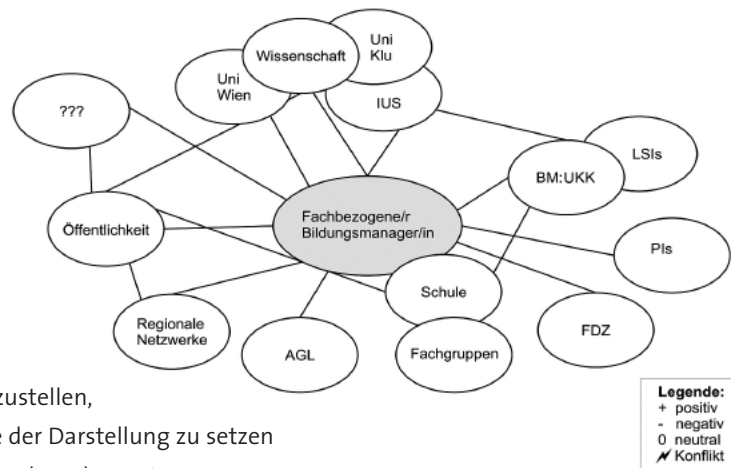 Uni
Klu
Wissenschaft
Uni
Wien
IUS
???
LSIs
BM:UKK
Fachbezogene/r
Bildungsmanager/in
Öffentlichkeit
PIs
Schule
Regionale
Netzwerke
FDZ
AGL
Fachgruppen
zustellen,
e der Darstellung zu setzen
Legende:
+ positiv
- negativ
0 neutral
Konflikt